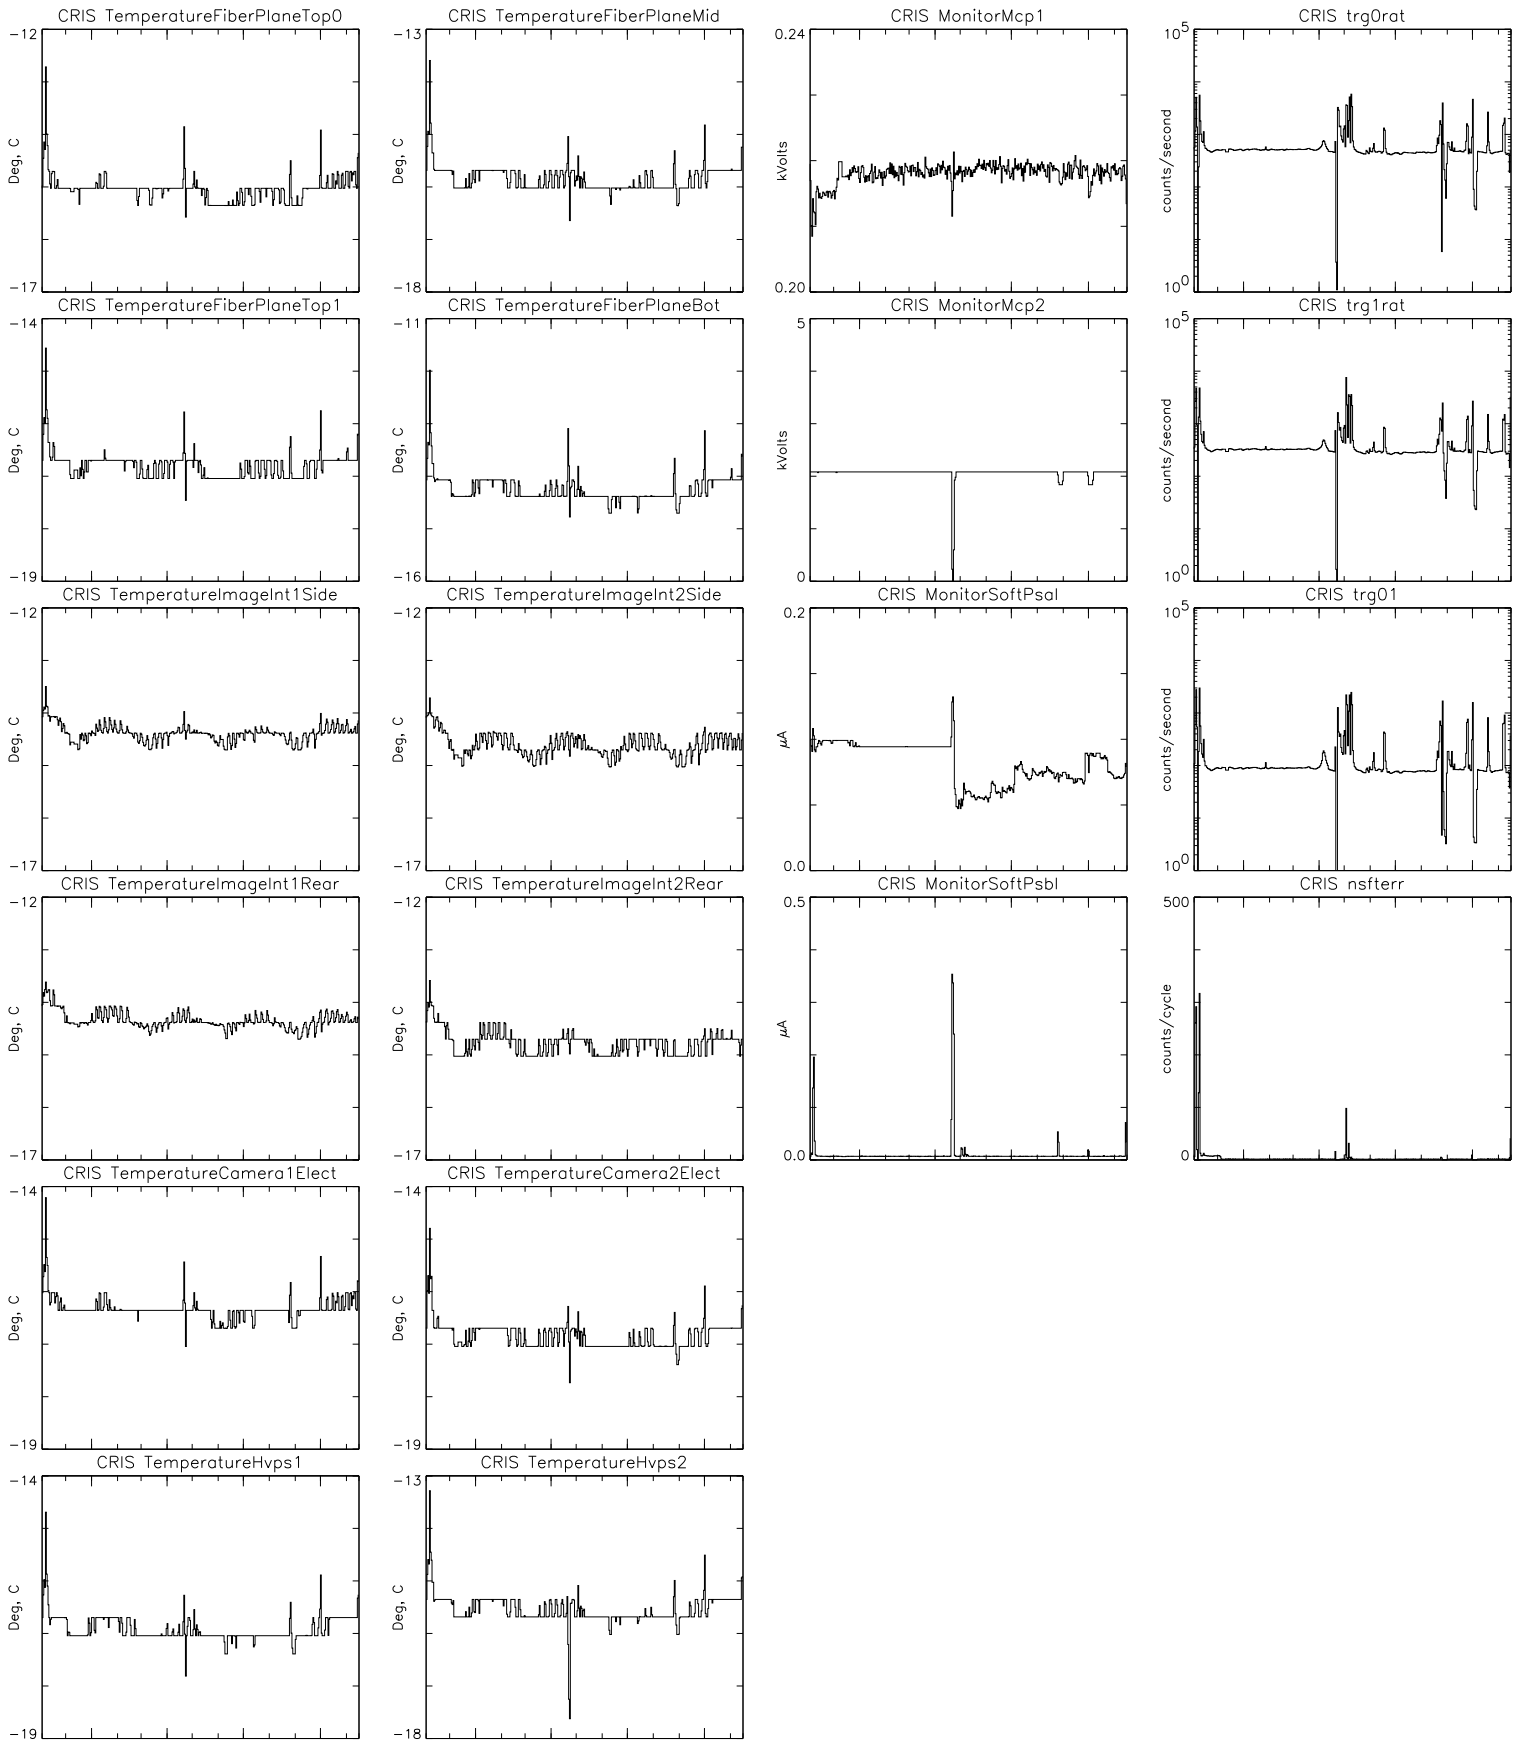 CRIS TemperatureFiberPlaneTop0
-12
Deg, C
-17
CRIS TemperatureFiberPlaneMid
-13
Deg, C
-18
CRIS MonitorMcp1
0.24
kVolts
0.20
CRIS trg0rat
10^5
counts/second
10^0
CRIS TemperatureFiberPlaneTop1
-14
Deg, C
-19
CRIS TemperatureFiberPlaneBot
-11
Deg, C
-16
CRIS MonitorMcp2
5
kVolts
0
CRIS trg1rat
10^5
counts/second
10^0
CRIS TemperatureImageInt1Side
-12
Deg, C
-17
CRIS TemperatureImageInt2Side
-12
Deg, C
-17
CRIS MonitorSoftPsaI
0.2
μA
0.0
CRIS trg01
10^5
counts/second
10^0
CRIS TemperatureImageInt1Rear
-12
Deg, C
-17
CRIS TemperatureImageInt2Rear
-12
Deg, C
-17
CRIS MonitorSoftPsbI
0.5
μA
0.0
CRIS nsfterr
500
counts/cycle
0
CRIS TemperatureCamera1Elect
-14
Deg, C
-19
CRIS TemperatureCamera2Elect
-14
Deg, C
-19
CRIS TemperatureHvps1
-14
Deg, C
-19
CRIS TemperatureHvps2
-13
Deg, C
-18